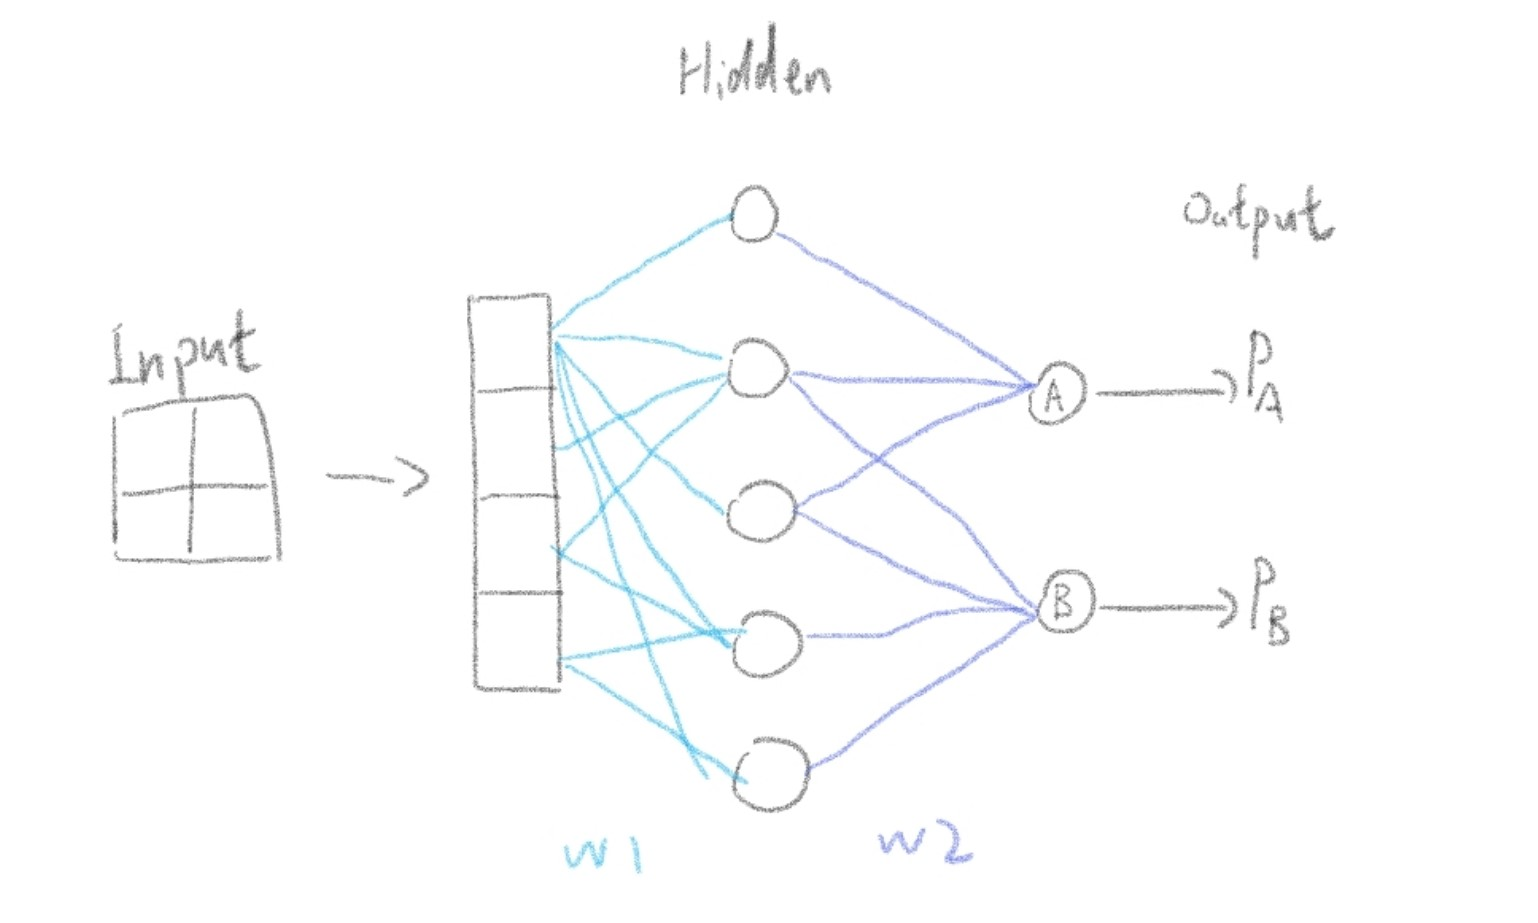 Hidden
Output
Input
A
P_A
B
P_B
w1
w2